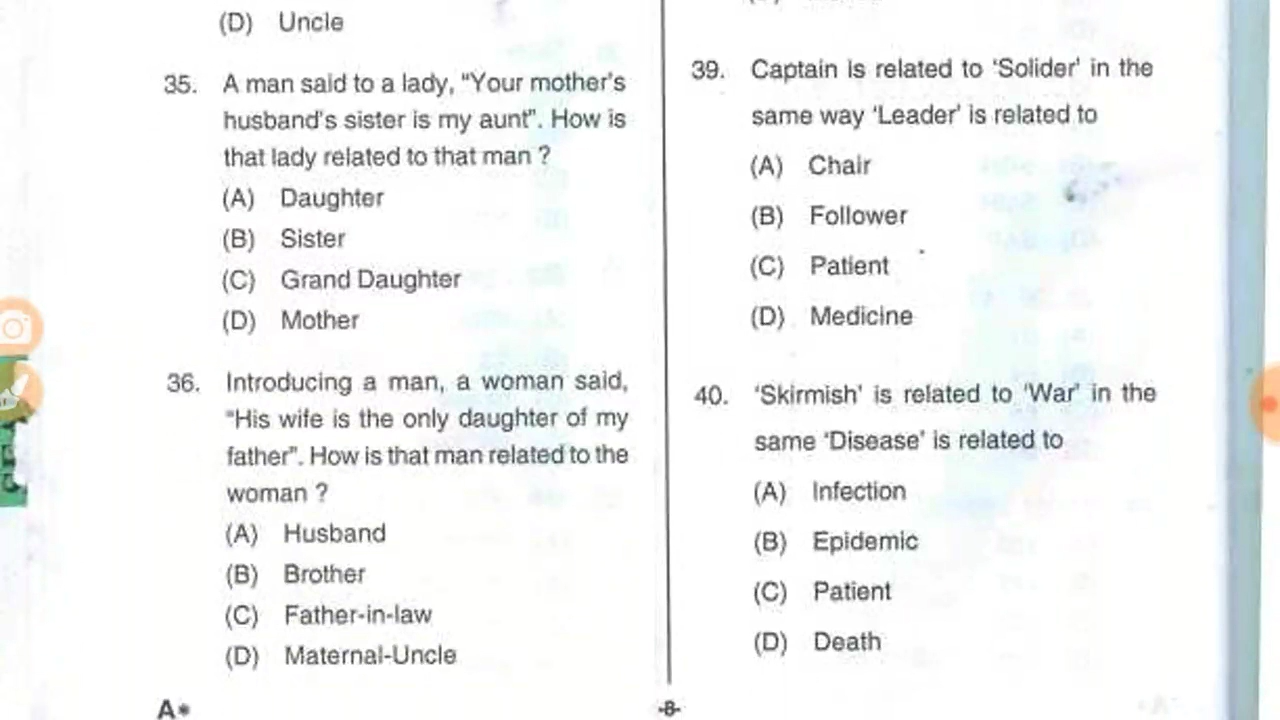 (D) Uncle
35. A man said to a lady, "Your mother's
husband's sister is my aunt". How is
that lady related to that man ?
(A) Daughter
(B) Sister
(C) Grand Daughter
(D) Mother
36. Introducing a man, a woman said,
"His wife is the only daughter of my
father". How is that man related to the
woman ?
(A) Husband
(B) Brother
(C) Father-in-law
(D) Maternal-Uncle
39. Captain is related to 'Solider' in the
same way 'Leader' is related to
(A) Chair
(B) Follower
(C) Patient
(D) Medicine
40. 'Skirmish' is related to 'War' in the
same 'Disease' is related to
(A) Infection
(B) Epidemic
(C) Patient
(D) Death
A*
-8-